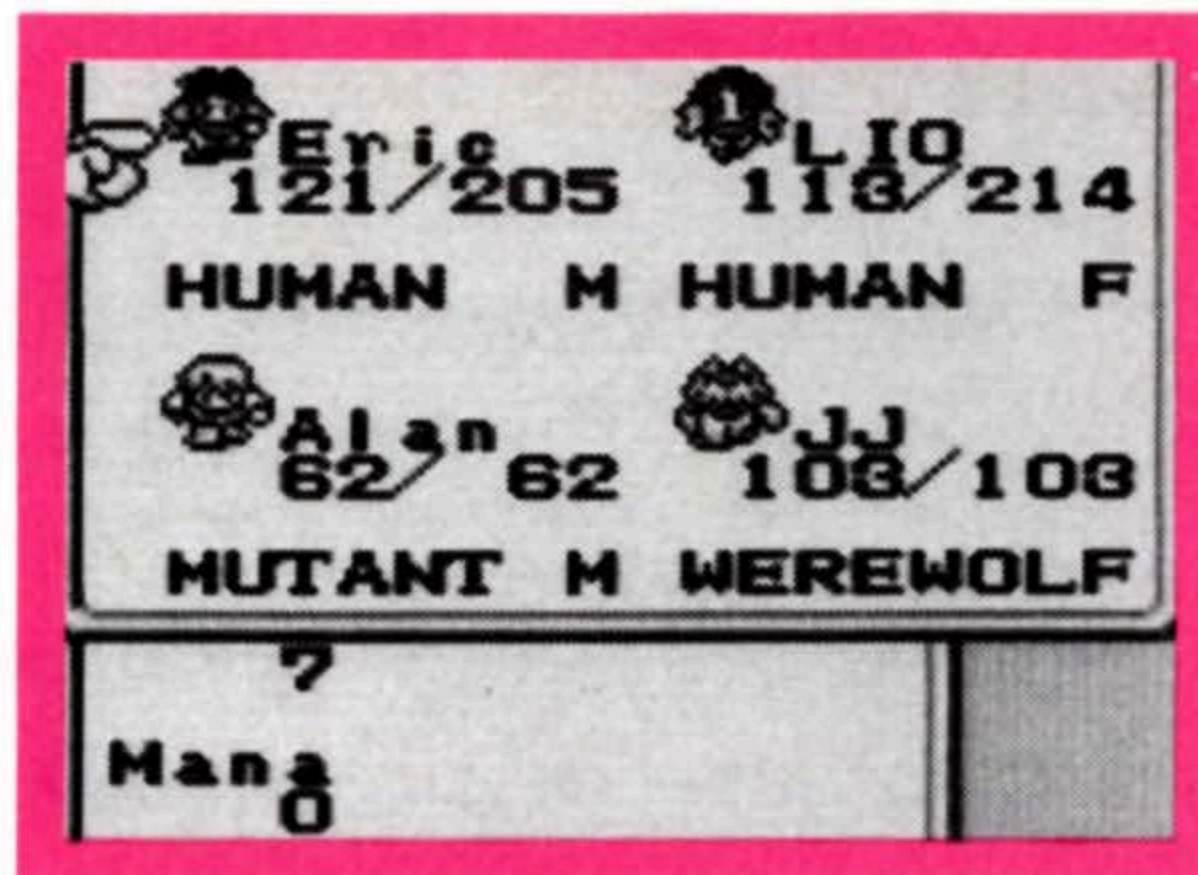 Eric LIO
121/205 113/214
HUMAN M HUMAN F
Alan JJ
62/ 62 103/103
MUTANT M WEREWOLF
7
Mana
0